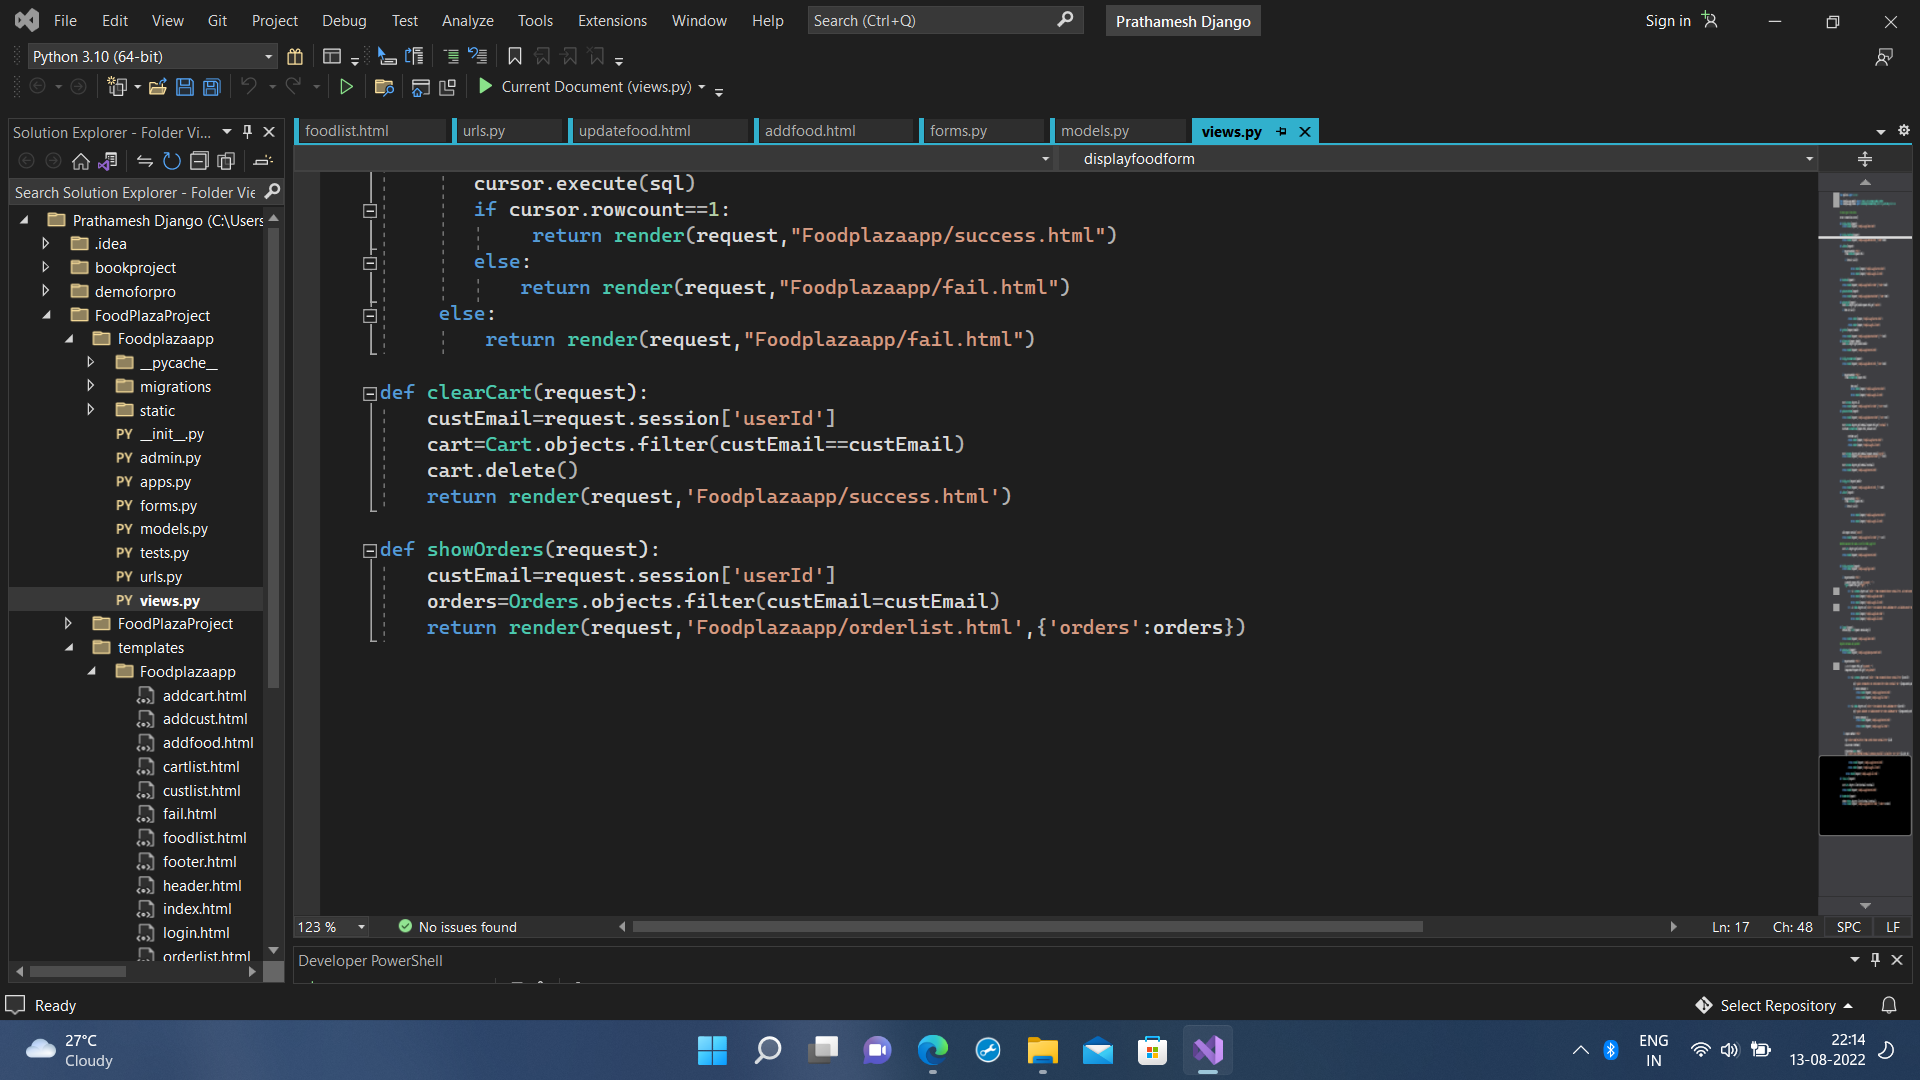 File Edit View Git Project Debug Test Analyze Tools Extensions Window Help Search (Ctrl+Q) Prathamesh Django Sign in
Python 3.10 (64-bit)
Current Document (views.py)
Solution Explorer - Folder Vi...
foodlist.html urls.py updatefood.html addfood.html forms.py models.py views.py
displayfoodform
Search Solution Explorer - Folder Vie
Prathamesh Django (C:\Users
.idea
bookproject
demoforpro
FoodPlazaProject
Foodplazaapp
__pycache__
migrations
static
PY __init__.py
PY admin.py
PY apps.py
PY forms.py
PY models.py
PY tests.py
PY urls.py
PY views.py
FoodPlazaProject
templates
Foodplazaapp
addcart.html
addcust.html
addfood.html
cartlist.html
custlist.html
fail.html
foodlist.html
footer.html
header.html
index.html
login.html
orderlist.html
cursor.execute(sql)
if cursor.rowcount==1:
return render(request,"Foodplazaapp/success.html")
else:
return render(request,"Foodplazaapp/fail.html")
else:
return render(request,"Foodplazaapp/fail.html")
def clearCart(request):
custEmail=request.session['userId']
cart=Cart.objects.filter(custEmail==custEmail)
cart.delete()
return render(request,'Foodplazaapp/success.html')
def showOrders(request):
custEmail=request.session['userId']
orders=Orders.objects.filter(custEmail=custEmail)
return render(request,'Foodplazaapp/orderlist.html',{'orders':orders})
123 % No issues found Ln: 17 Ch: 48 SPC LF
Developer PowerShell
Ready Select Repository
27°C
Cloudy
ENG
IN
22:14
13-08-2022